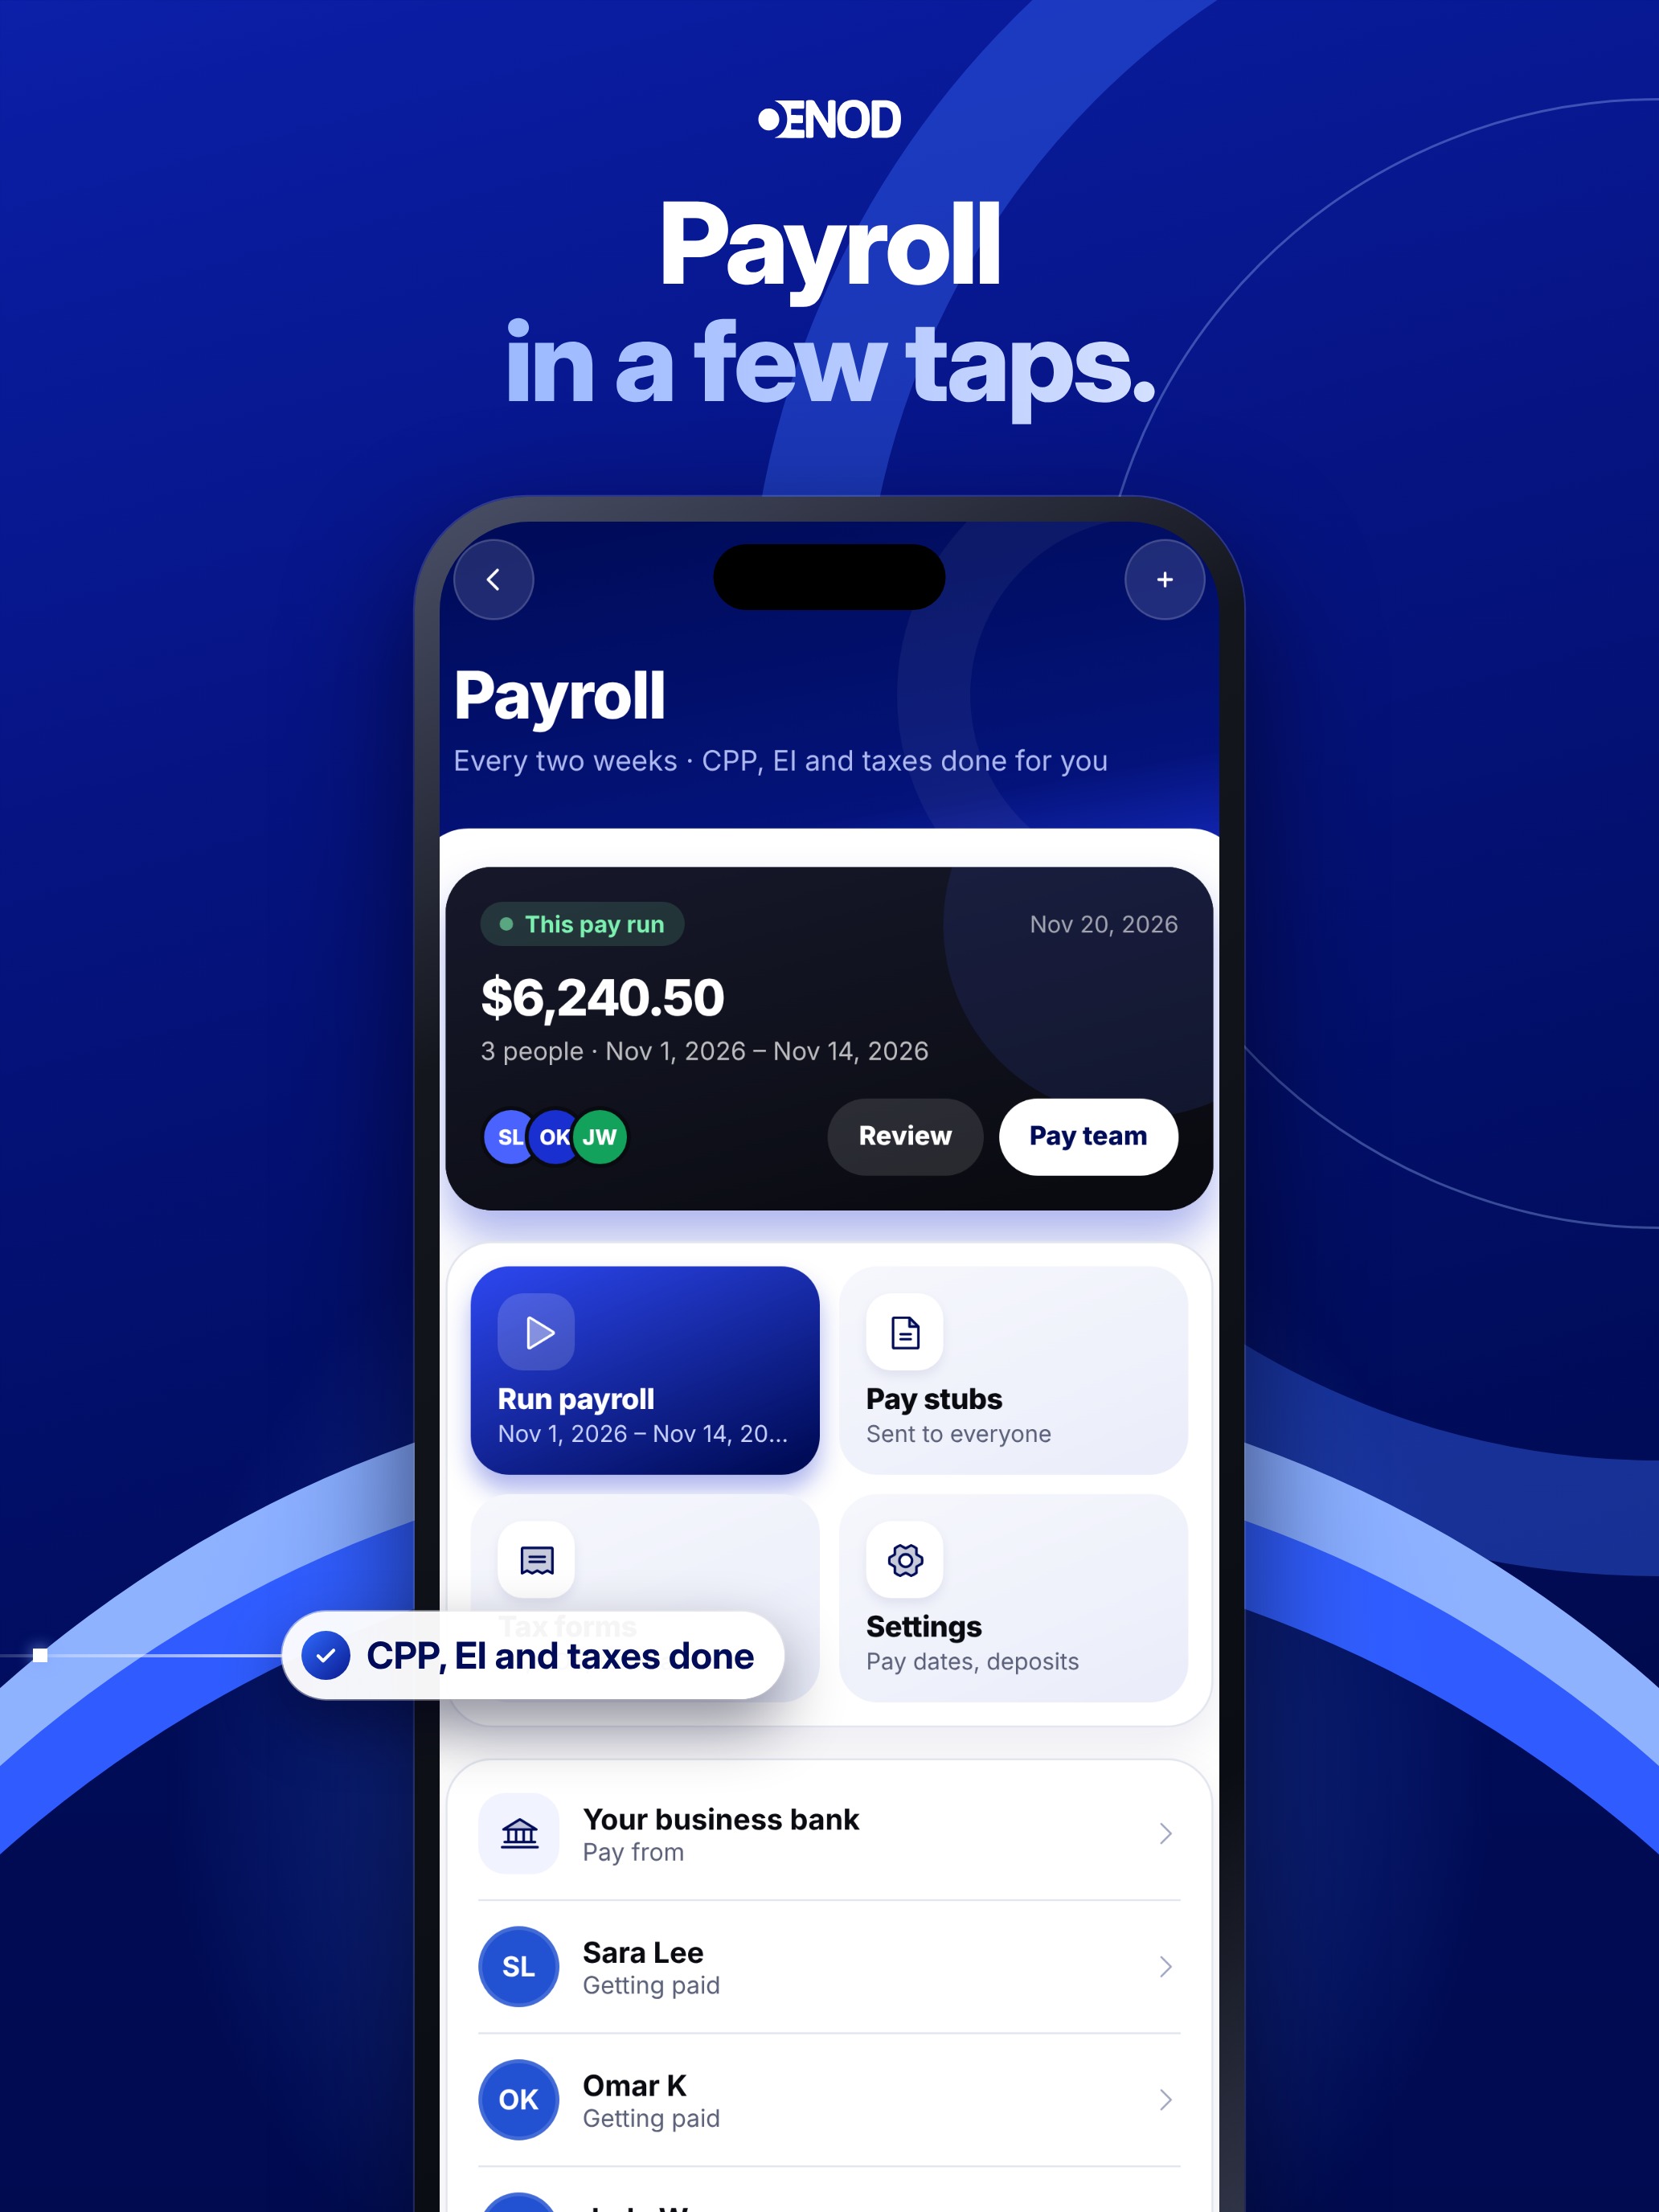 ENOD
Payroll
in a few taps.
Payroll
Every two weeks · CPP, EI and taxes done for you
This pay run
Nov 20, 2026
$6,240.50
3 people · Nov 1, 2026 – Nov 14, 2026
SL OK JW
Review
Pay team
Run payroll
Nov 1, 2026 – Nov 14, 20...
Pay stubs
Sent to everyone
Tax forms
CPP, EI and taxes done
Settings
Pay dates, deposits
Your business bank
Pay from
SL
Sara Lee
Getting paid
OK
Omar K
Getting paid